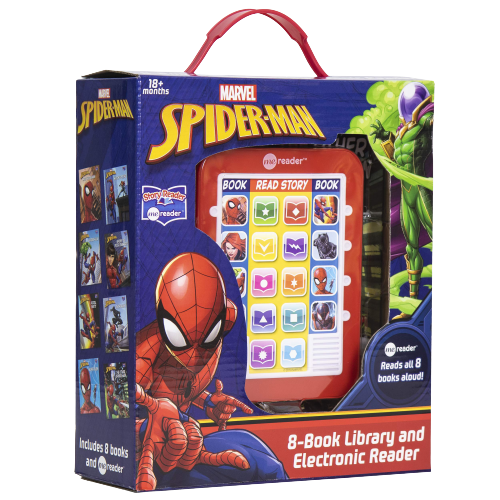 MARVEL
SPIDER-MAN
Story Reader
me reader
Includes 8 books
and me reader
18+
months
MARVEL
SPIDER-MAN
me reader™
BOOK READ STORY BOOK
me reader
Reads all 8
books aloud!
8-Book Library and
Electronic Reader